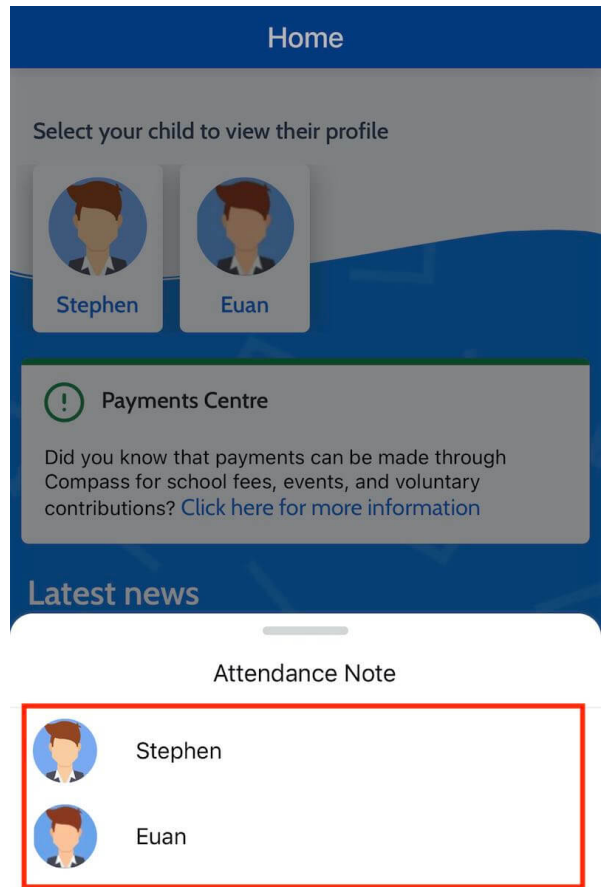 Home
Select your child to view their profile
Stephen
Euan
Payments Centre
Did you know that payments can be made through
Compass for school fees, events, and voluntary
contributions? Click here for more information
Latest news
Attendance Note
Stephen
Euan